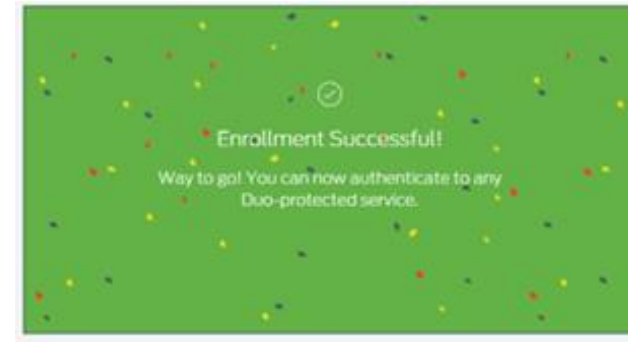 Enrollment Successful!
Way to go! You can now authenticate to any
Duo-protected service.